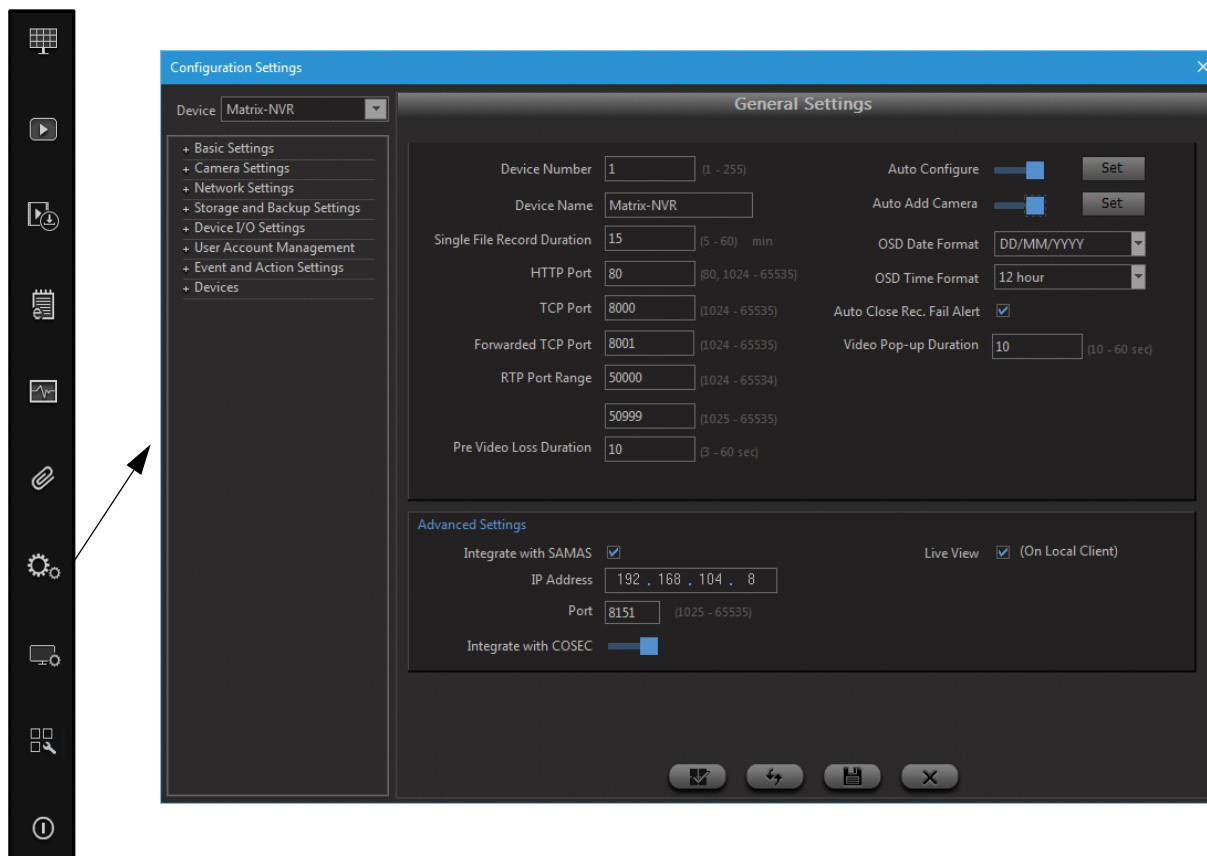 Configuration Settings
Device Matrix-NVR
+ Basic Settings
+ Camera Settings
+ Network Settings
+ Storage and Backup Settings
+ Device I/O Settings
+ User Account Management
+ Event and Action Settings
+ Devices
General Settings
Device Number 1 (1 - 255)
Device Name Matrix-NVR
Single File Record Duration 15 (5 - 60) min
HTTP Port 80 (80, 1024 - 65535)
TCP Port 8000 (1024 - 65535)
Forwarded TCP Port 8001 (1024 - 65535)
RTP Port Range 50000 (1024 - 65534)
50999 (1025 - 65535)
Pre Video Loss Duration 10 (3 - 60 sec)
Auto Configure Set
Auto Add Camera Set
OSD Date Format DD/MM/YYYY
OSD Time Format 12 hour
Auto Close Rec. Fail Alert
Video Pop-up Duration 10 (10 - 60 sec)
Advanced Settings
Integrate with SAMAS
IP Address 192 . 168 . 104 . 8
Port 8151 (1025 - 65535)
Integrate with COSEC
Live View (On Local Client)